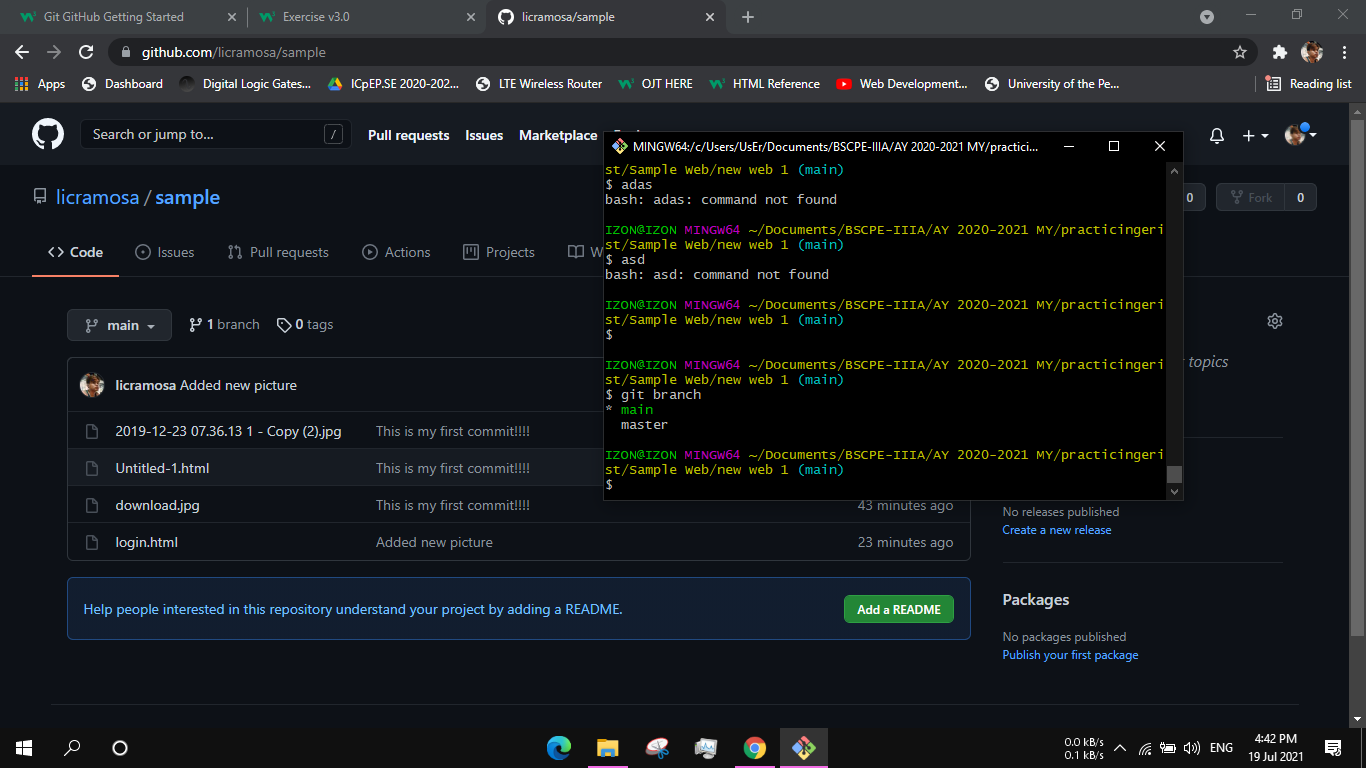 Git GitHub Getting Started
Exercise v3.0
licramosa/sample
github.com/licramosa/sample
Apps
Dashboard
Digital Logic Gates...
ICpEP.SE 2020-202...
LTE Wireless Router
OJT HERE
HTML Reference
Web Development...
University of the Pe...
Reading list
Search or jump to...
/
Pull requests
Issues
Marketplace
MINGW64:/c/Users/UsEr/Documents/BSCPE-IIIA/AY 2020-2021 MY/practici...
licramosa / sample
0
Fork
0
Code
Issues
Pull requests
Actions
Projects
W
st/Sample Web/new web 1 (main)
$ adas
bash: adas: command not found
IZON@IZON MINGW64 ~/Documents/BSCPE-IIIA/AY 2020-2021 MY/practicingeri
st/Sample Web/new web 1 (main)
$ asd
bash: asd: command not found
IZON@IZON MINGW64 ~/Documents/BSCPE-IIIA/AY 2020-2021 MY/practicingeri
st/Sample Web/new web 1 (main)
$
IZON@IZON MINGW64 ~/Documents/BSCPE-IIIA/AY 2020-2021 MY/practicingeri
st/Sample Web/new web 1 (main)
$ git branch
* main
master
IZON@IZON MINGW64 ~/Documents/BSCPE-IIIA/AY 2020-2021 MY/practicingeri
st/Sample Web/new web 1 (main)
$
main
1 branch
0 tags
topics
licramosa Added new picture
2019-12-23 07.36.13 1 - Copy (2).jpg This is my first commit!!!!
Untitled-1.html This is my first commit!!!!
download.jpg This is my first commit!!!! 43 minutes ago
login.html Added new picture 23 minutes ago
Help people interested in this repository understand your project by adding a README.
Add a README
No releases published
Create a new release
Packages
No packages published
Publish your first package
0.0 kB/s
0.1 kB/s
ENG
4:42 PM
19 Jul 2021